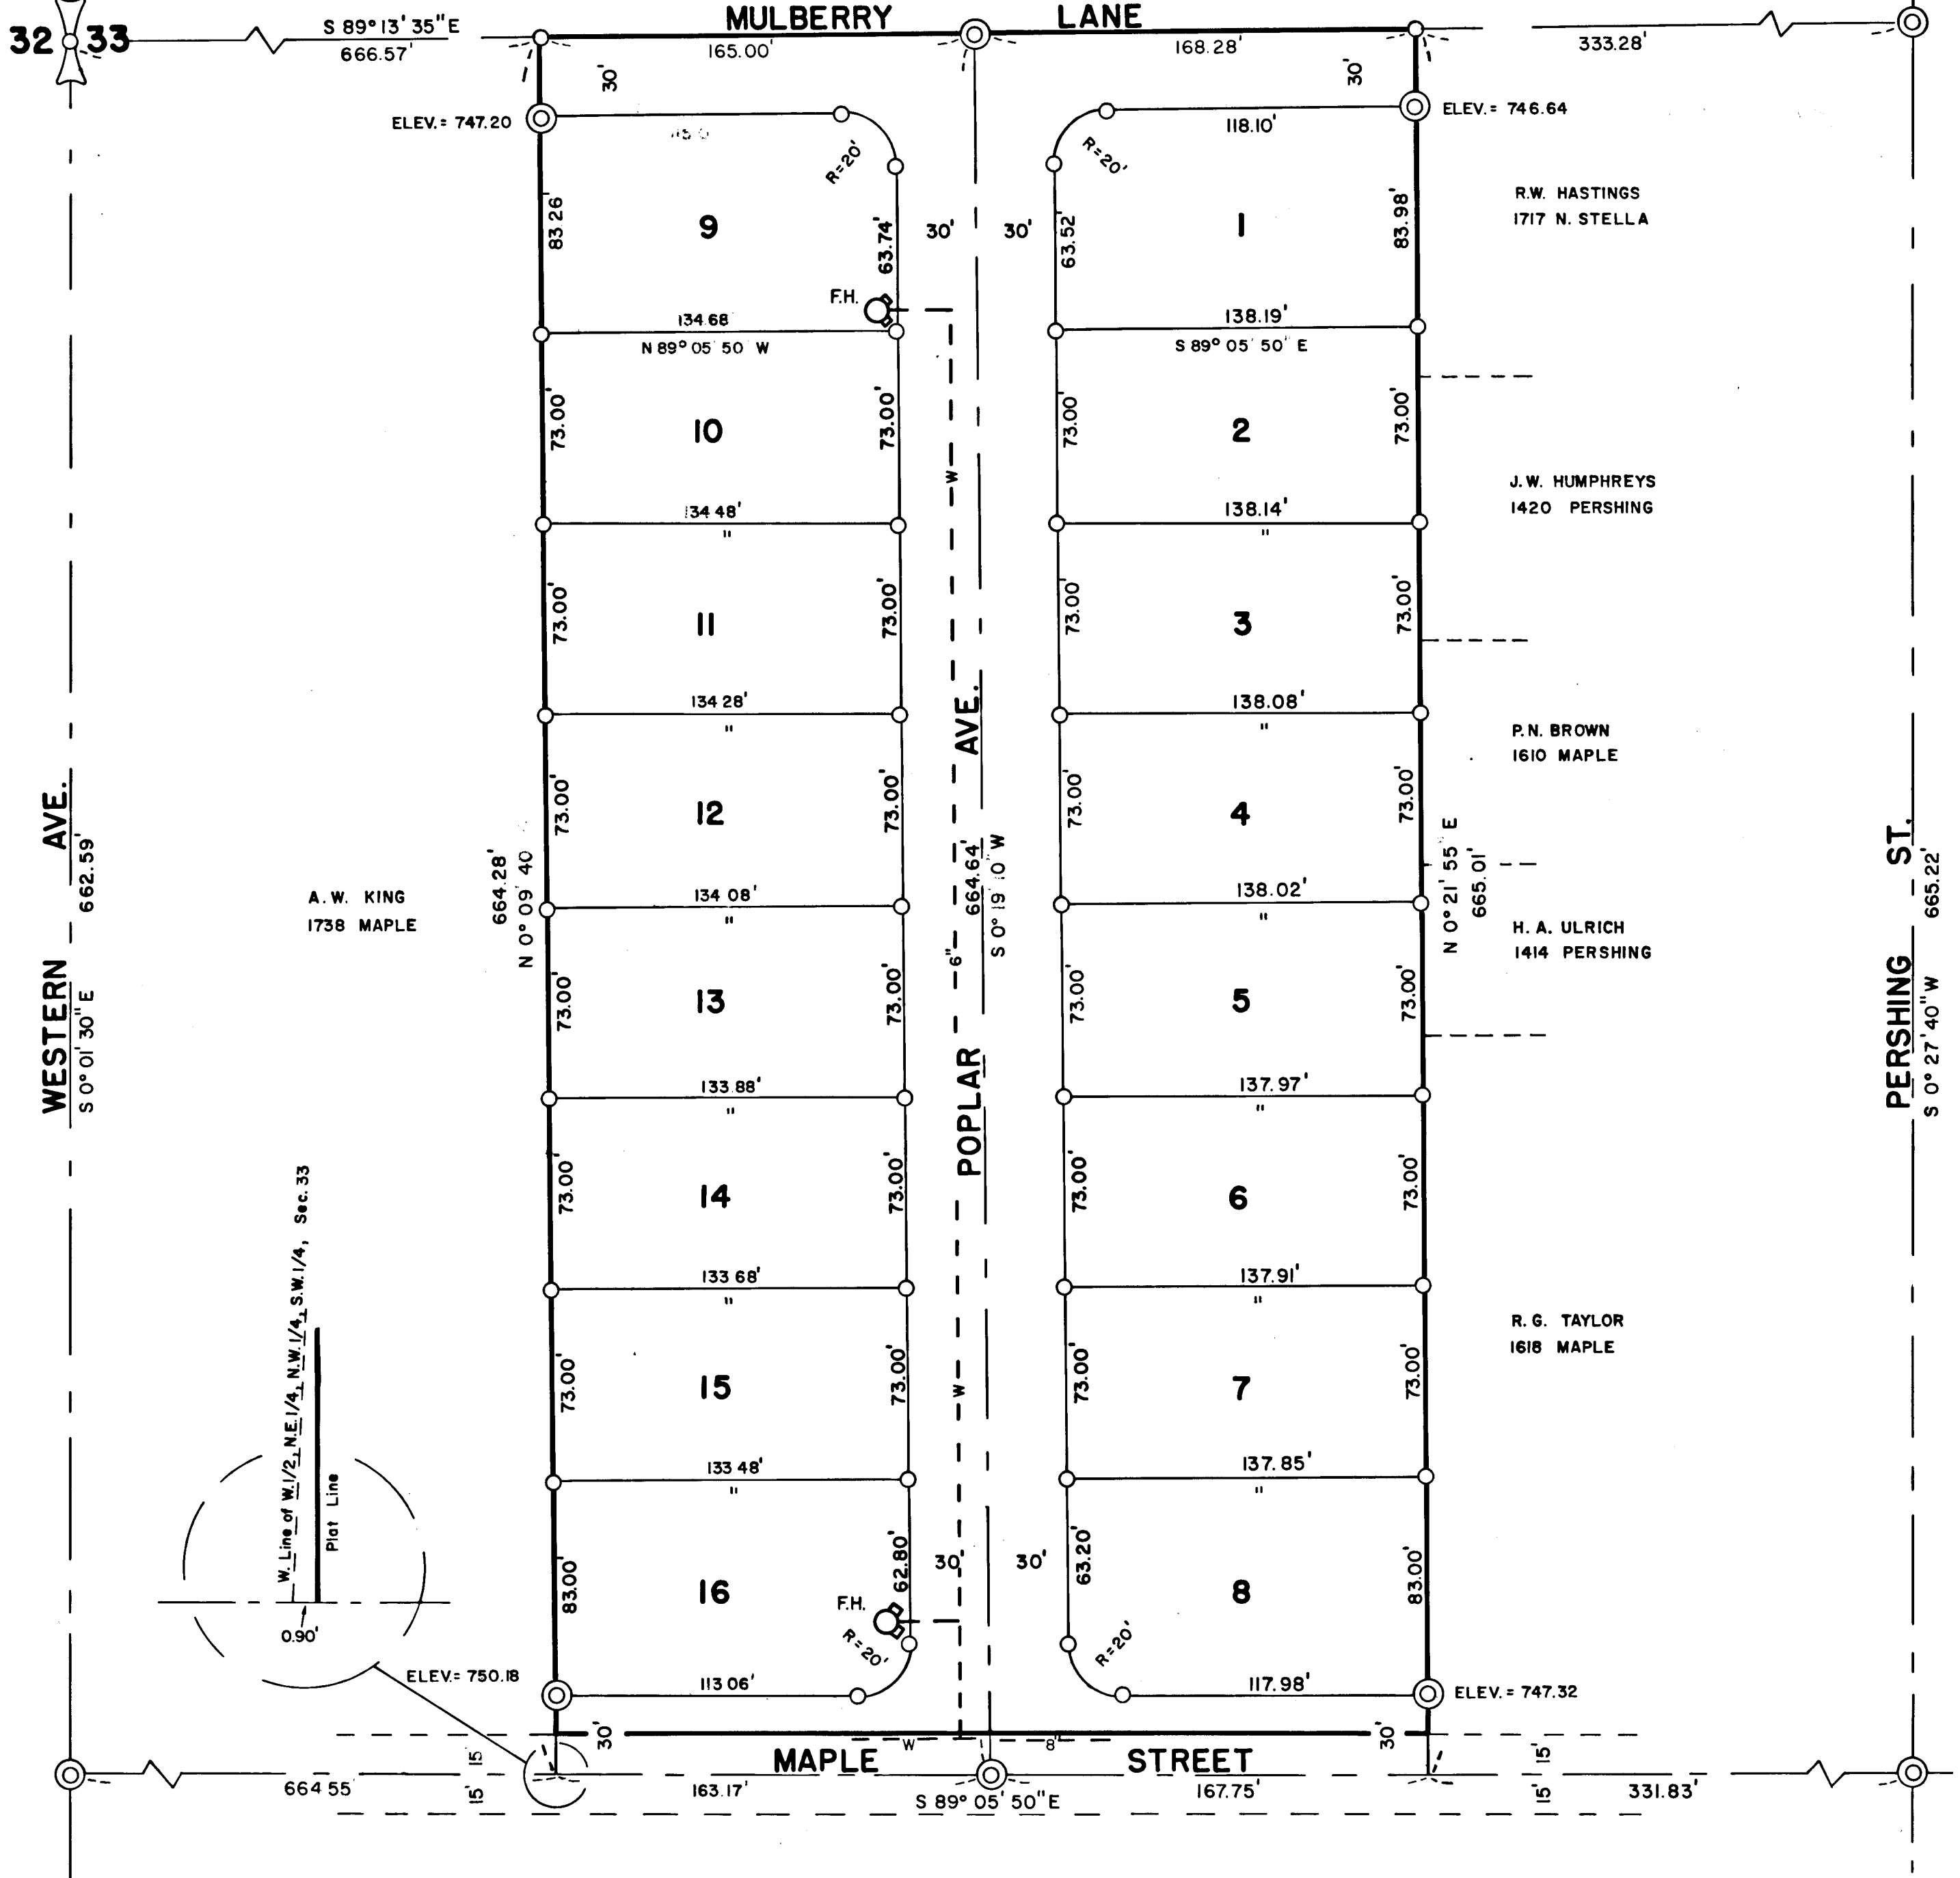 MULBERRY LANE
32 33
S 89° 13' 35" E
666.57'
165.00'
168.28'
333.28'
30'
30'
ELEV. = 747.20
ELEV. = 746.64
118.10'
R=20'
R=20'
83.26'
9
63.74'
30'
30'
63.52'
1
83.98'
R.W. HASTINGS
1717 N. STELLA
F.H.
134.68
N 89° 05' 50" W
138.19'
S 89° 05' 50" E
73.00'
10
73.00'
W
73.00'
2
73.00'
J.W. HUMPHREYS
1420 PERSHING
134 48'
"
138.14'
"
73.00'
11
73.00'
73.00'
3
73.00'
134 28'
"
138.08'
"
P.N. BROWN
1610 MAPLE
73.00'
12
73.00'
73.00'
4
73.00'
134 08'
"
138.02'
"
WESTERN AVE.
S 0° 01' 30" E
662.59'
A. W. KING
1738 MAPLE
664.28'
N 0° 09' 40
POPLAR AVE.
6"
664.64'
S 0° 19' 10" W
N 0° 21' 55" E
665.01'
H. A. ULRICH
1414 PERSHING
PERSHING ST.
S 0° 27' 40" W
665.22'
73.00'
13
73.00'
73.00'
5
73.00'
133.88'
"
137.97'
"
73.00'
14
73.00'
73.00'
6
73.00'
133 68'
"
137.91'
"
R. G. TAYLOR
1618 MAPLE
73.00'
15
73.00'
W
73.00'
7
73.00'
133 48'
"
137.85'
"
W. Line of W.1/2, N.E.1/4, N.W.1/4, S.W.1/4, Sec. 33
Plat Line
0.90'
83.00'
16
62.80'
30'
30'
63.20'
8
83.00'
F.H.
R=20'
R=20'
ELEV. = 750.18
113 06'
117.98'
ELEV. = 747.32
30'
30'
W
8"
MAPLE STREET
15'
15'
15'
15'
664 55'
163.17'
S 89° 05' 50" E
167.75'
331.83'